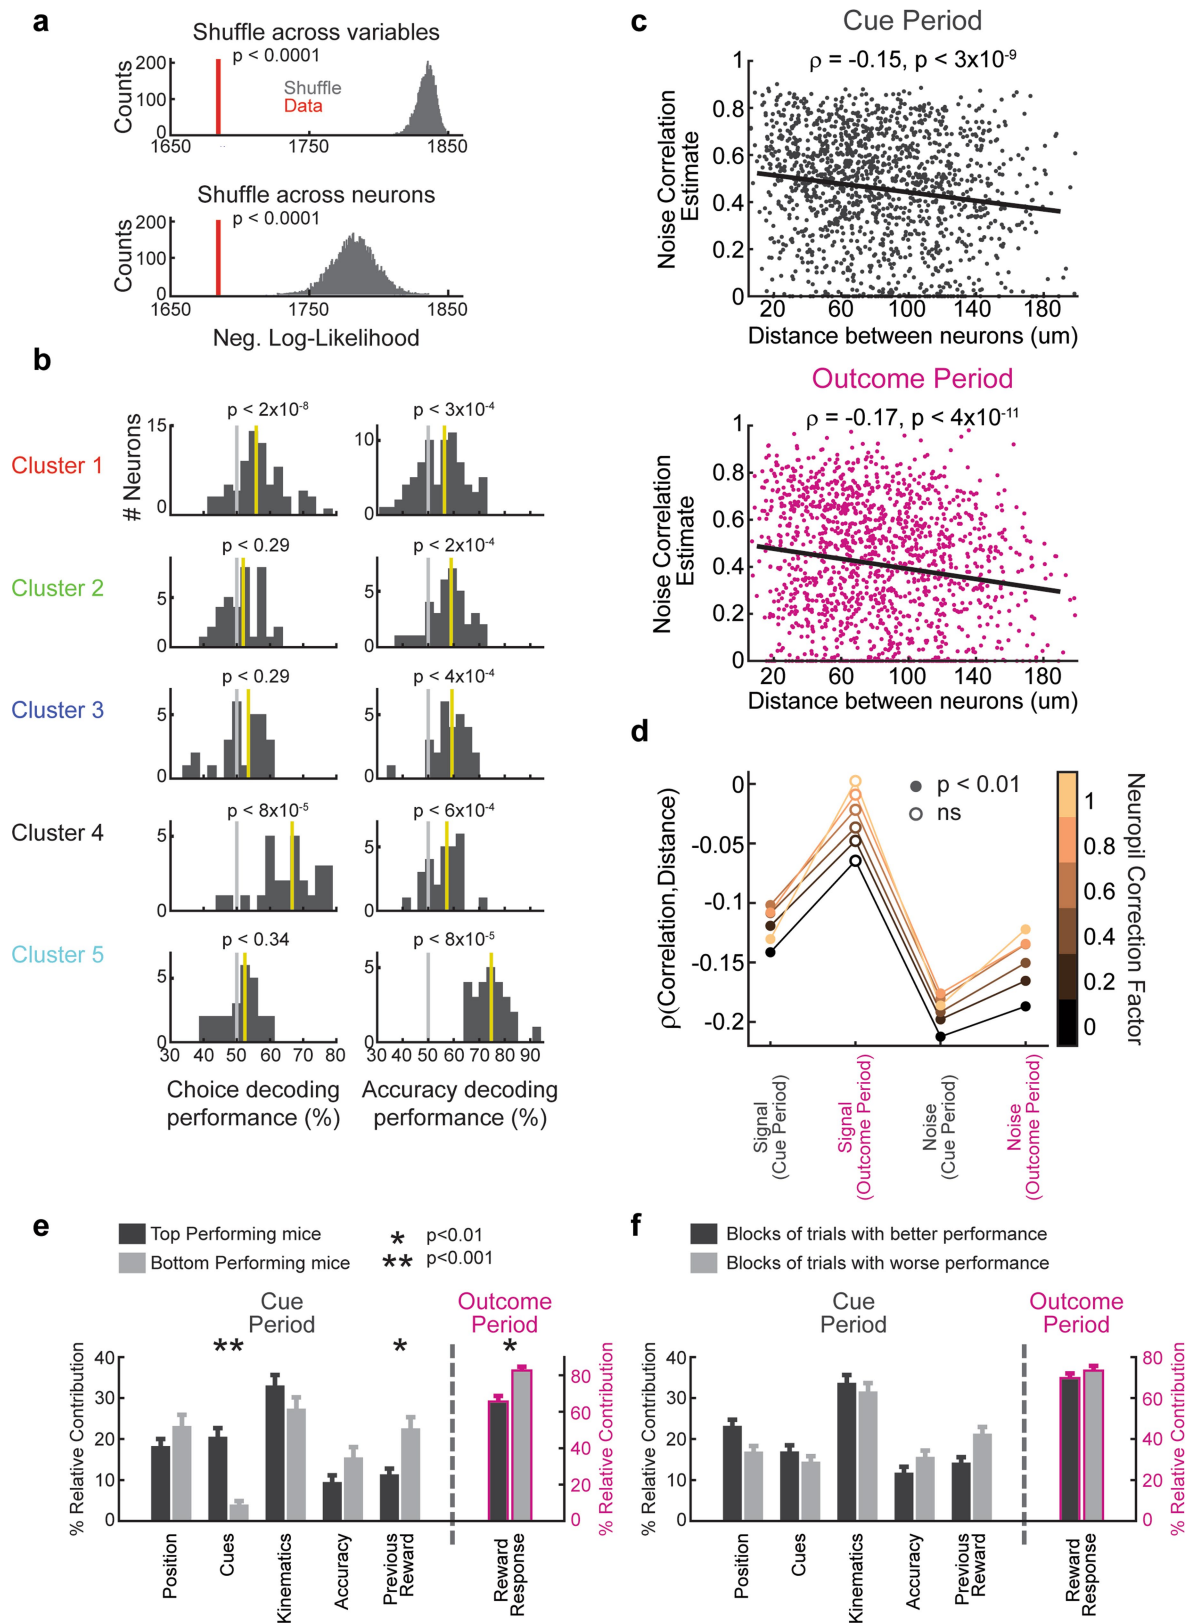 a
Shuffle across variables
p < 0.0001
Counts
200
100
0
Shuffle
Data
1650
1750
1850
Shuffle across neurons
p < 0.0001
Counts
200
100
0
1650
1750
1850
Neg. Log-Likelihood
b
# Neurons
Cluster 1
15
0
p < 2x10⁻⁸
10
0
p < 3x10⁻⁴
Cluster 2
5
0
p < 0.29
5
0
p < 2x10⁻⁴
Cluster 3
5
0
p < 0.29
5
0
p < 4x10⁻⁴
Cluster 4
5
0
p < 8x10⁻⁵
5
0
p < 6x10⁻⁴
Cluster 5
5
0
p < 0.34
5
0
p < 8x10⁻⁵
30 40 50 60 70 80
30 40 50 60 70 80 90
Choice decoding
performance (%)
Accuracy decoding
performance (%)
c
Cue Period
ρ = -0.15, p < 3x10⁻⁹
Noise Correlation
Estimate
1
0.8
0.6
0.4
0.2
0
20 60 100 140 180
Distance between neurons (um)
Outcome Period
ρ = -0.17, p < 4x10⁻¹¹
Noise Correlation
Estimate
1
0.8
0.6
0.4
0.2
0
20 60 100 140 180
Distance between neurons (um)
d
ρ(Correlation,Distance)
0
-0.05
-0.1
-0.15
-0.2
p < 0.01
ns
Signal
(Cue Period)
Signal
(Outcome Period)
Noise
(Cue Period)
Noise
(Outcome Period)
1
0.8
0.6
0.4
0.2
0
Neuropil Correction Factor
e
Top Performing mice
Bottom Performing mice
* p<0.01
** p<0.001
Cue
Period
Outcome
Period
**
*
*
% Relative Contribution
40
30
20
10
0
80
60
40
20
0
% Relative Contribution
Position
Cues
Kinematics
Accuracy
Previous
Reward
Reward
Response
f
Blocks of trials with better performance
Blocks of trials with worse performance
Cue
Period
Outcome
Period
% Relative Contribution
40
30
20
10
0
80
60
40
20
0
% Relative Contribution
Position
Cues
Kinematics
Accuracy
Previous
Reward
Reward
Response